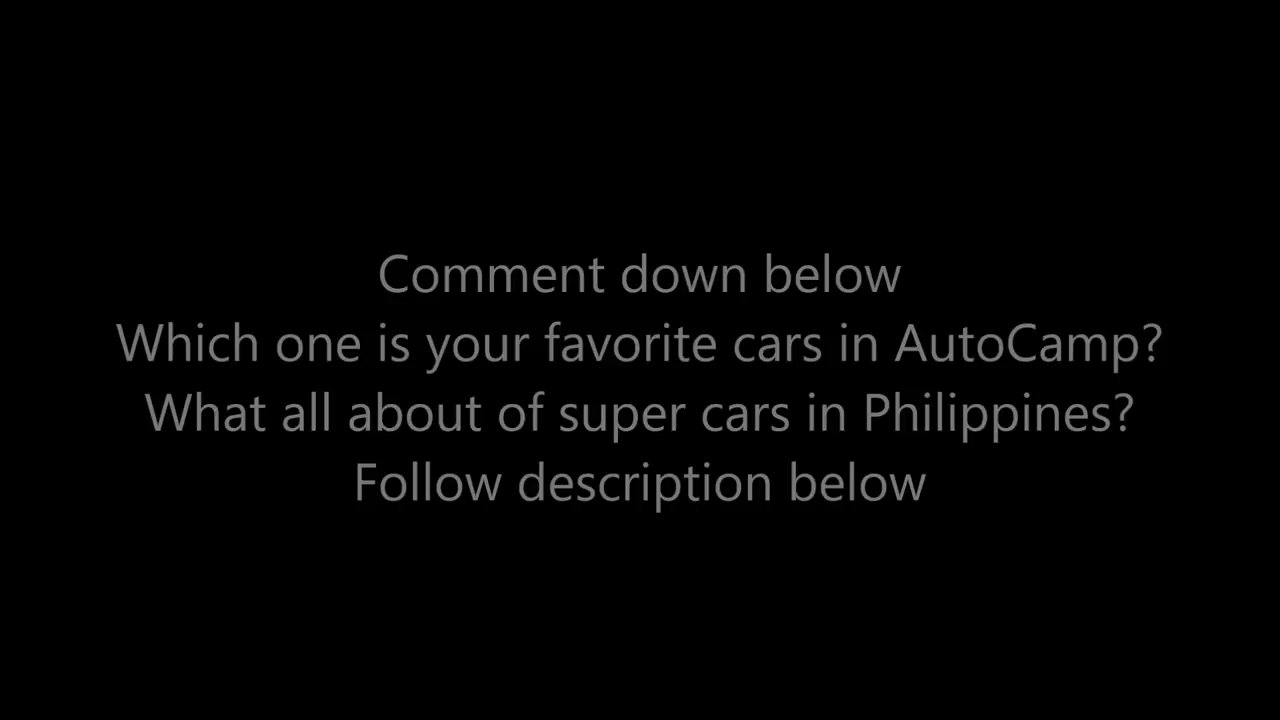 Comment down below
Which one is your favorite cars in AutoCamp?
What all about of super cars in Philippines?
Follow description below